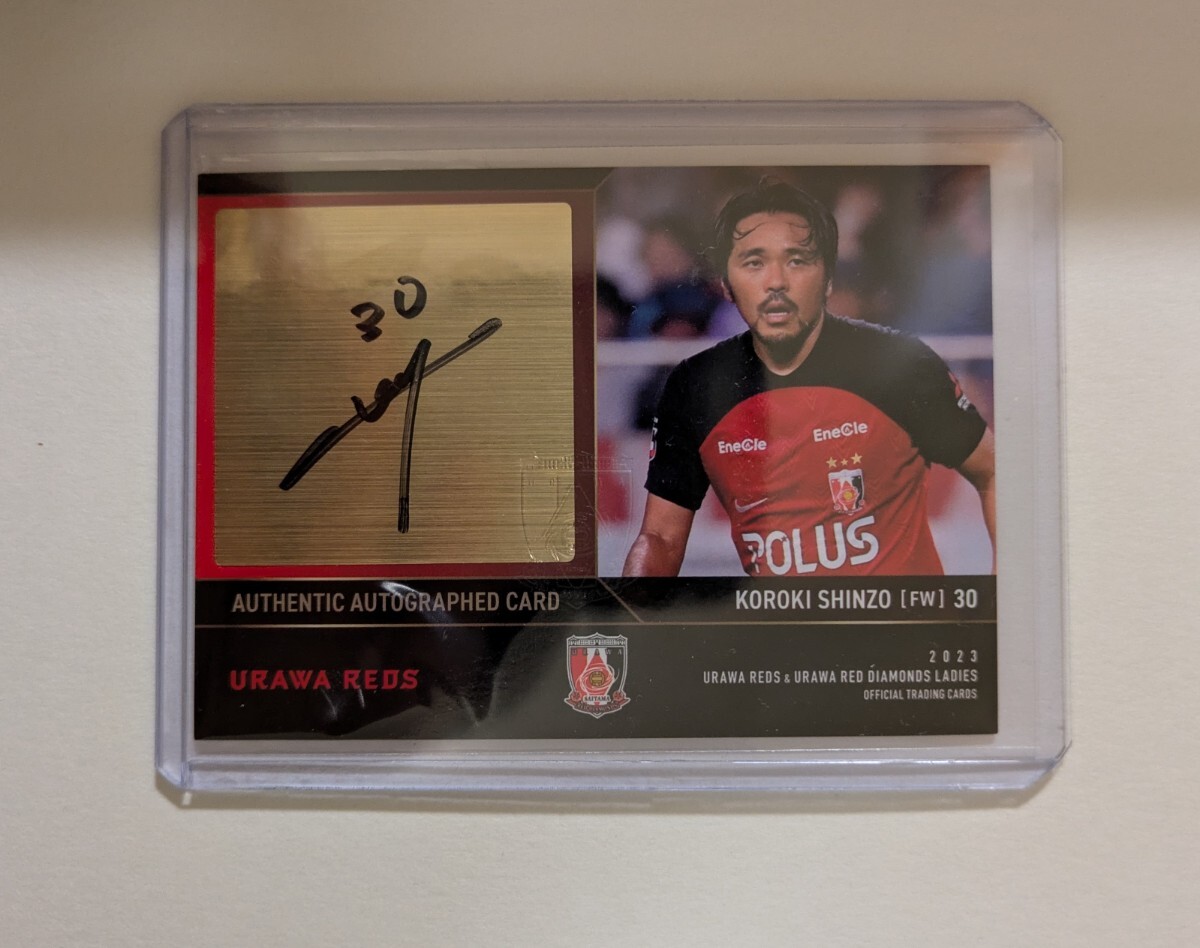 30
EneCle
EneCle
POLUS
AUTHENTIC AUTOGRAPHED CARD
KOROKI SHINZO [FW] 30
URAWA REDS
SAITAMA
2023
URAWA REDS & URAWA RED DIAMONDS LADIES
OFFICIAL TRADING CARDS